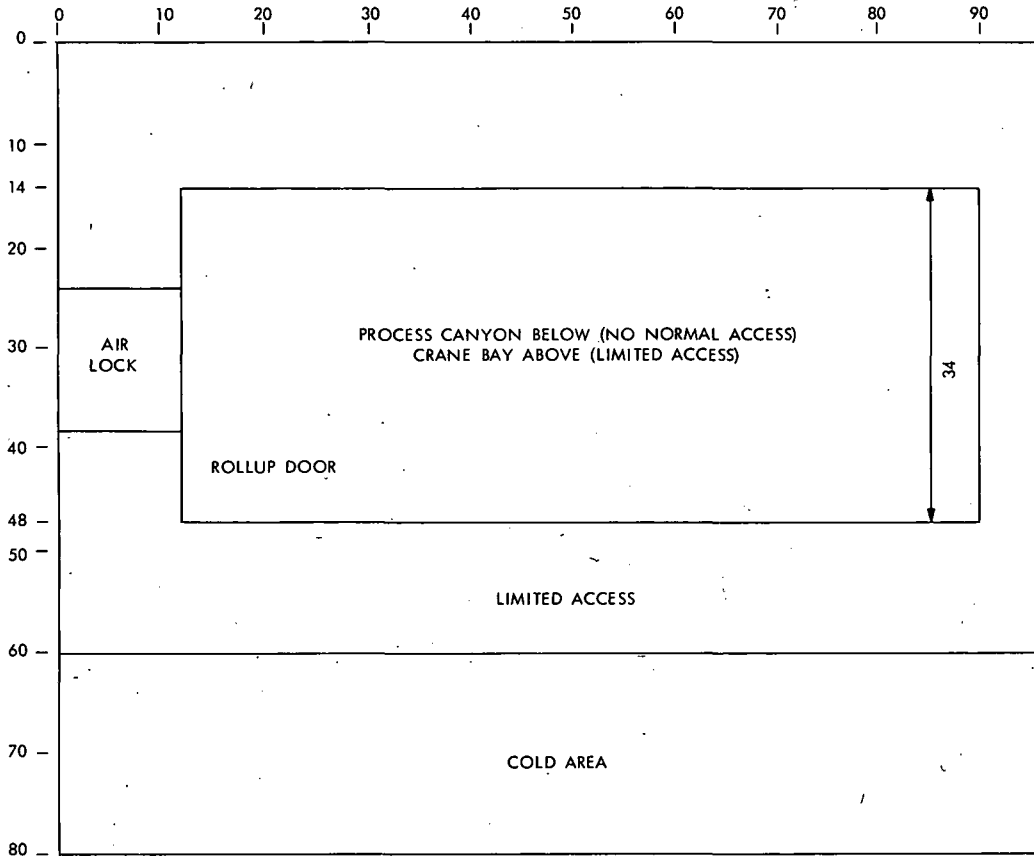 0 10 20 30 40 50 60 70 80 90
0
10
14
20
30
40
48
50
60
70
80
AIR
LOCK
PROCESS CANYON BELOW (NO NORMAL ACCESS)
CRANE BAY ABOVE (LIMITED ACCESS)
34
ROLLUP DOOR
LIMITED ACCESS
COLD AREA